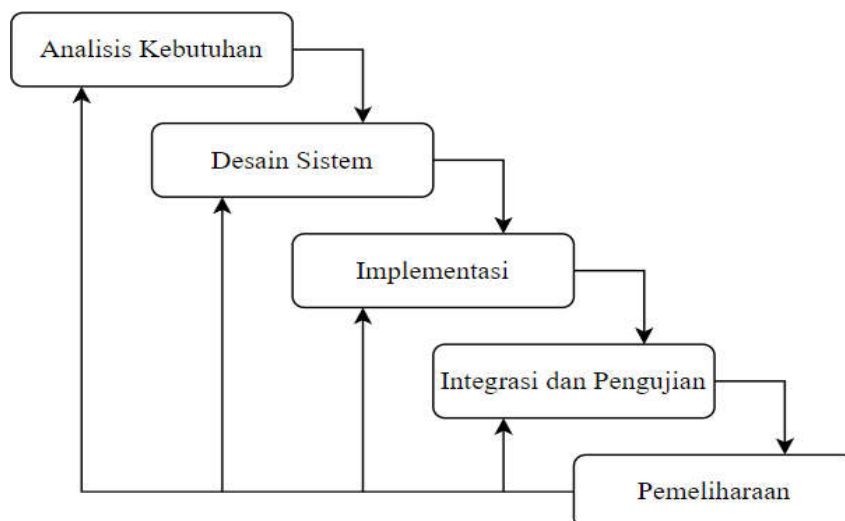 Analisis Kebutuhan
Desain Sistem
Implementasi
Integrasi dan Pengujian
Pemeliharaan